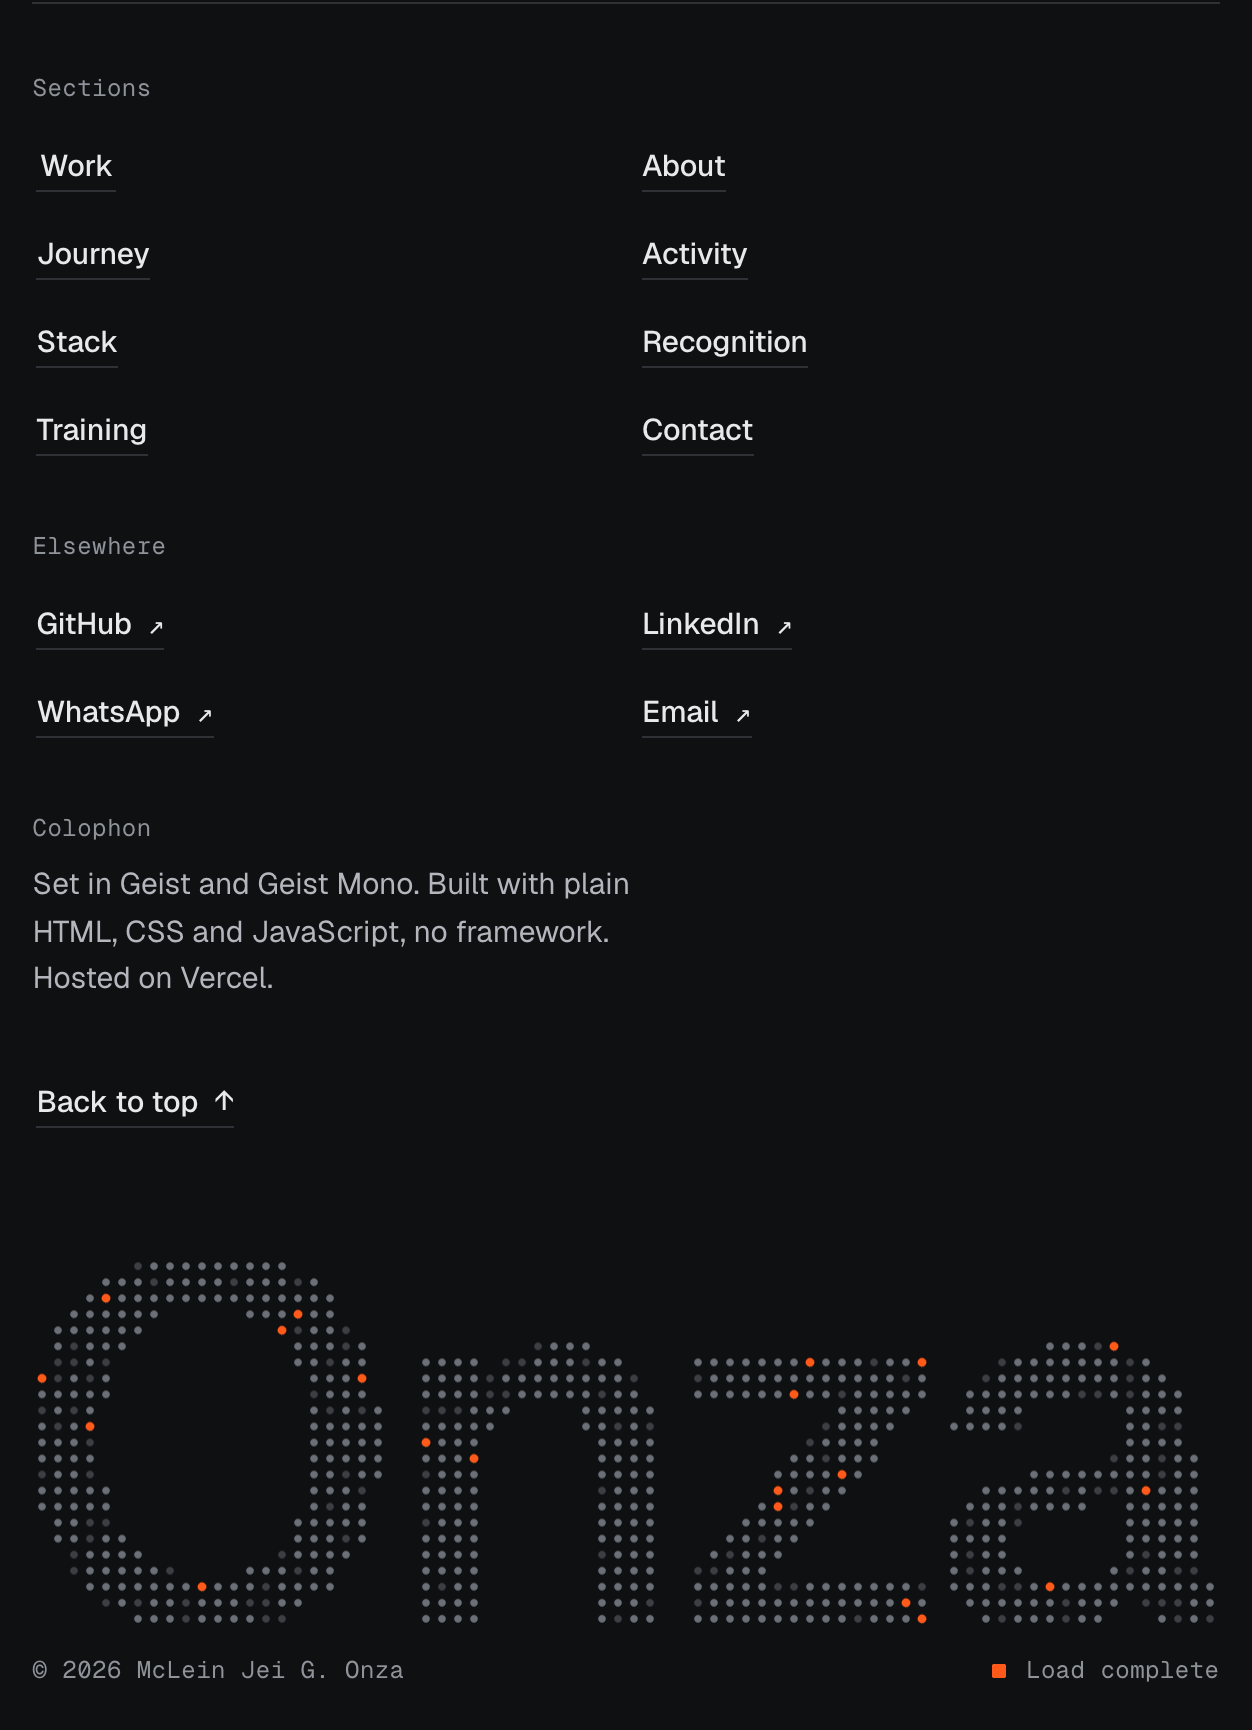 Sections
Work
About
Journey
Activity
Stack
Recognition
Training
Contact
Elsewhere
GitHub ↗
LinkedIn ↗
WhatsApp ↗
Email ↗
Colophon
Set in Geist and Geist Mono. Built with plain
HTML, CSS and JavaScript, no framework.
Hosted on Vercel.
Back to top ↑
Onza
© 2026 McLein Jei G. Onza
Load complete